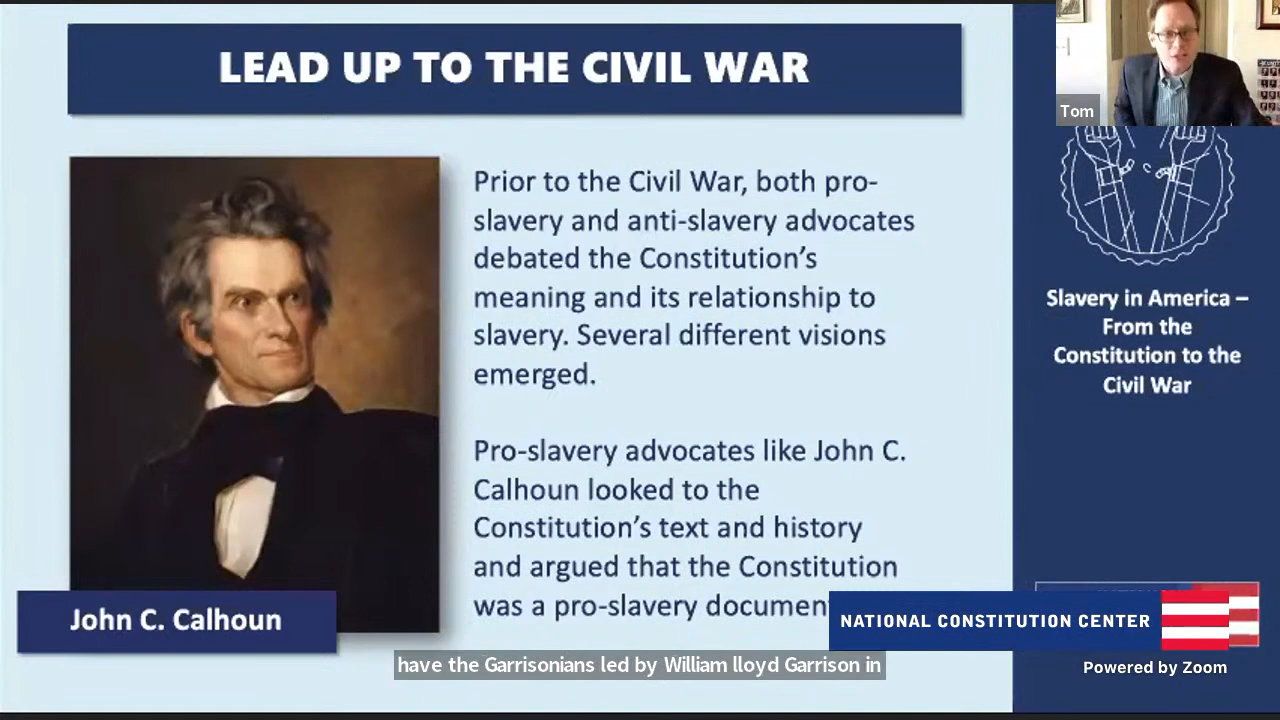 LEAD UP TO THE CIVIL WAR
Tom
Prior to the Civil War, both pro-
slavery and anti-slavery advocates
debated the Constitution’s
meaning and its relationship to
slavery. Several different visions
emerged.
Pro-slavery advocates like John C.
Calhoun looked to the
Constitution’s text and history
and argued that the Constitution
was a pro-slavery document
John C. Calhoun
Slavery in America –
From the
Constitution to the
Civil War
NATIONAL CONSTITUTION CENTER
have the Garrisonians led by William lloyd Garrison in
Powered by Zoom